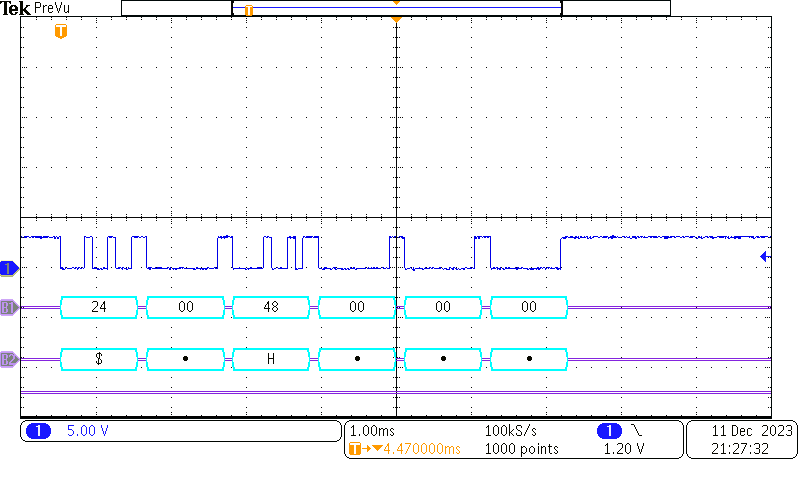 Tek PreVu
T
T
1
B1 24 00 48 00 00 00
B2 $ • H • • •
1 5.00 V
1.00ms 100kS/s 1 11 Dec 2023
T→▼4.470000ms 1000 points 1.20 V 21:27:32